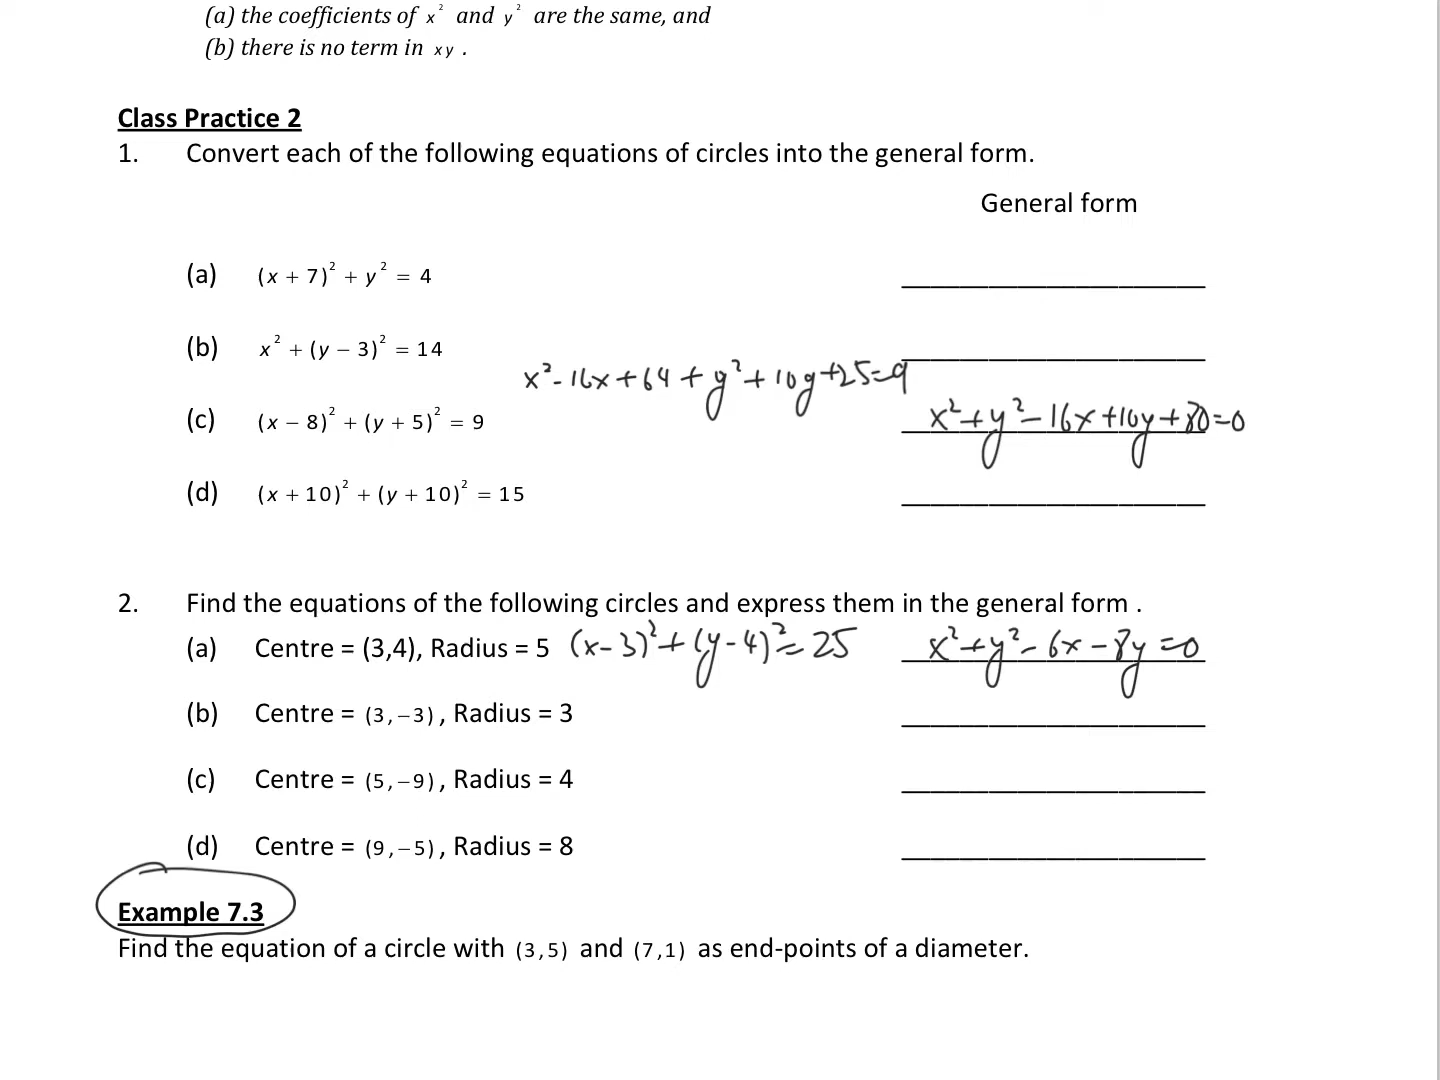 (a) the coefficients of x² and y² are the same, and
(b) there is no term in xy .
Class Practice 2
1. Convert each of the following equations of circles into the general form.
General form
(a) (x + 7)² + y² = 4
(b) x² + (y − 3)² = 14
x² - 16x + 64 + y² + 10y + 25 = 9
(c) (x − 8)² + (y + 5)² = 9 x² + y² - 16x + 10y + 80 = 0
(d) (x + 10)² + (y + 10)² = 15
2. Find the equations of the following circles and express them in the general form .
(a) Centre = (3,4), Radius = 5 (x-3)² + (y-4)² = 25 x² + y² - 6x - 8y = 0
(b) Centre = (3,−3), Radius = 3
(c) Centre = (5,−9), Radius = 4
(d) Centre = (9,−5), Radius = 8
Example 7.3
Find the equation of a circle with (3,5) and (7,1) as end-points of a diameter.